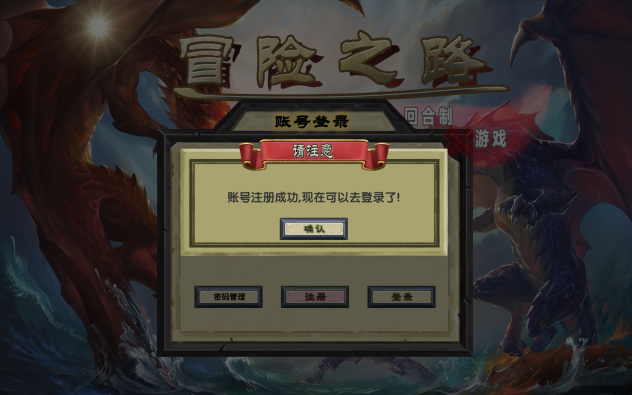 冒险之路
回合制
游戏
账号登录
请注意
账号注册成功,现在可以去登录了!
确认
密码管理
注册
登录